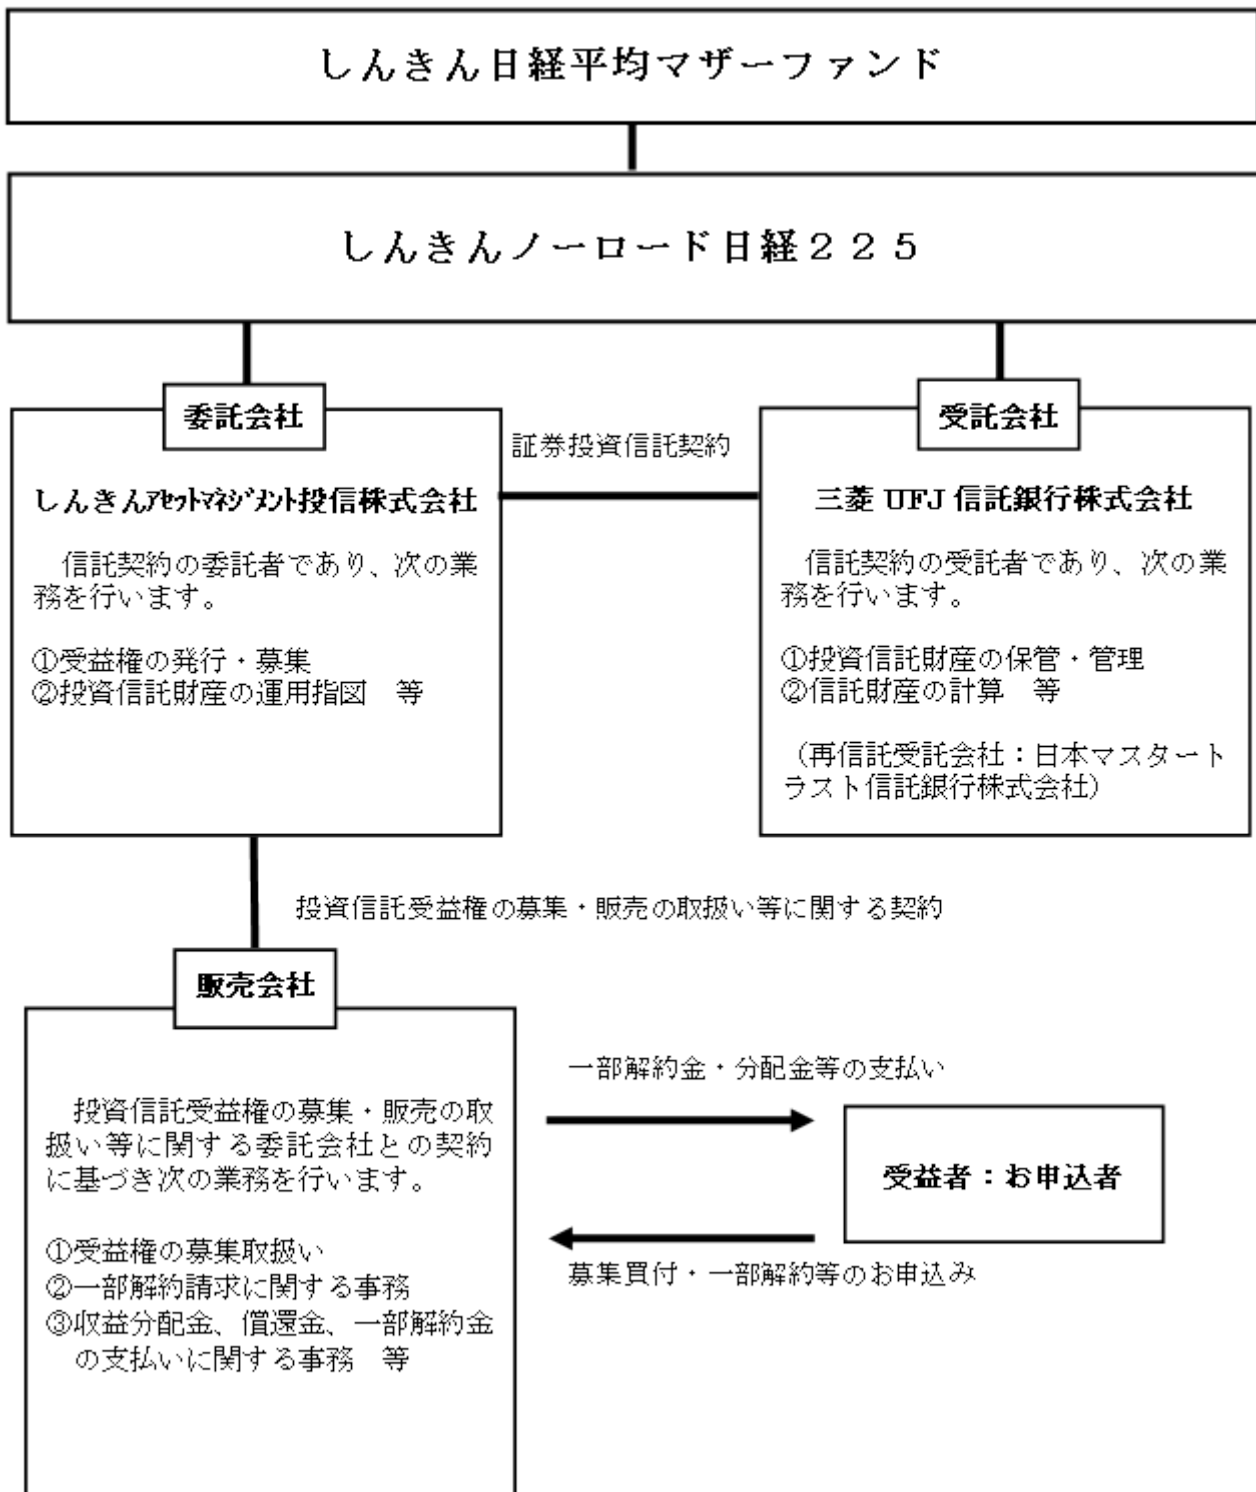 しんきん日経平均マザーファンド
しんきんノーロード日経２２５
委託会社
しんきんｱｾｯﾄﾏﾈｼﾞﾒﾝﾄ投信株式会社
信託契約の委託者であり、次の業
務を行います。
①受益権の発行・募集
②投資信託財産の運用指図　等
証券投資信託契約
受託会社
三菱 UFJ 信託銀行株式会社
信託契約の受託者であり、次の業
務を行います。
①投資信託財産の保管・管理
②信託財産の計算　等
（再信託受託会社：日本マスタート
ラスト信託銀行株式会社）
投資信託受益権の募集・販売の取扱い等に関する契約
販売会社
投資信託受益権の募集・販売の取
扱い等に関する委託会社との契約
に基づき次の業務を行います。
①受益権の募集取扱い
②一部解約請求に関する事務
③収益分配金、償還金、一部解約金
の支払いに関する事務　等
一部解約金・分配金等の支払い
受益者：お申込者
募集買付・一部解約等のお申込み